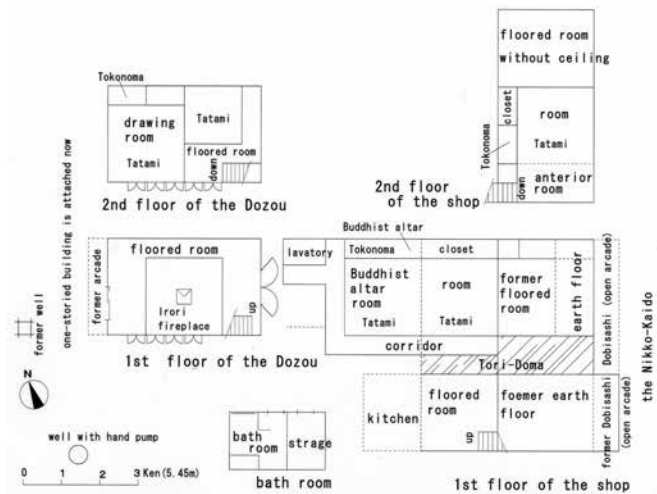 floored room
without ceiling
closet
room
Tatami
Tokonoma
anterior
room
down
2nd floor
of the shop
Tokonoma
drawing
room
Tatami
Tatami
floored room
down
2nd floor of the Dozou
one-storied building is attached now
former well
former arcade
floored room
Irori
fireplace
up
1st floor of the Dozou
lavatory
Buddhist altar
Tokonoma
closet
Buddhist
altar
room
Tatami
room
Tatami
former
floored
room
earth floor
Dobisashi (open arcade)
corridor
Tori-Doma
the Nikko-Kaido
kitchen
floored
room
up
foemer earth
floor
former Dobisashi
(open arcade)
1st floor of the shop
bath
room
strage
bath room
N
well with hand pump
0 1 2 3 Ken (5.45m)